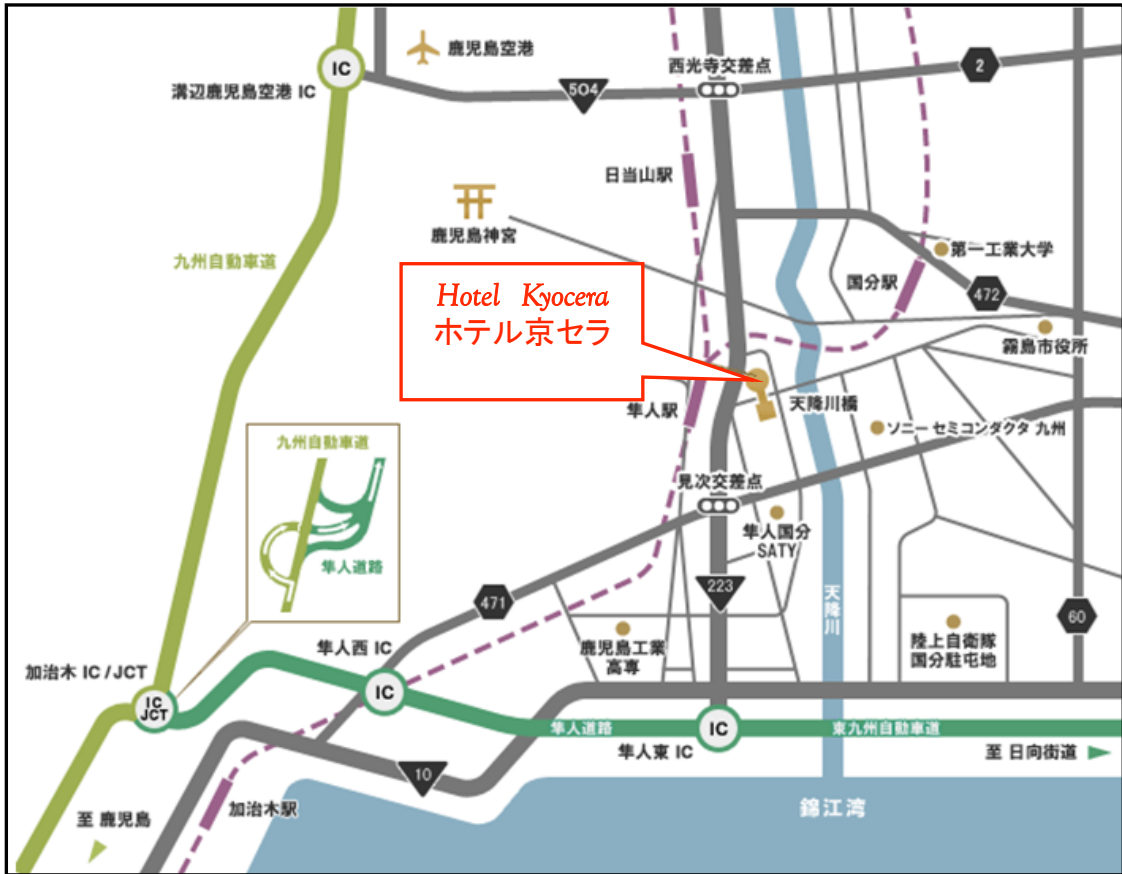 IC
鹿児島空港
西光寺交差点
2
溝辺鹿児島空港 IC
504
日当山駅
鹿児島神宮
九州自動車道
第一工業大学
国分駅
472
Hotel Kyocera
ホテル京セラ
霧島市役所
隼人駅
天降川橋
ソニー セミコンダクタ 九州
九州自動車道
隼人道路
見次交差点
隼人国分
SATY
223
471
天降川
60
鹿児島工業
高専
陸上自衛隊
国分駐屯地
隼人西 IC
加治木 IC / JCT
IC
JCT
IC
隼人道路
IC
東九州自動車道
隼人東 IC
至 日向街道
10
加治木駅
至 鹿児島
錦江湾